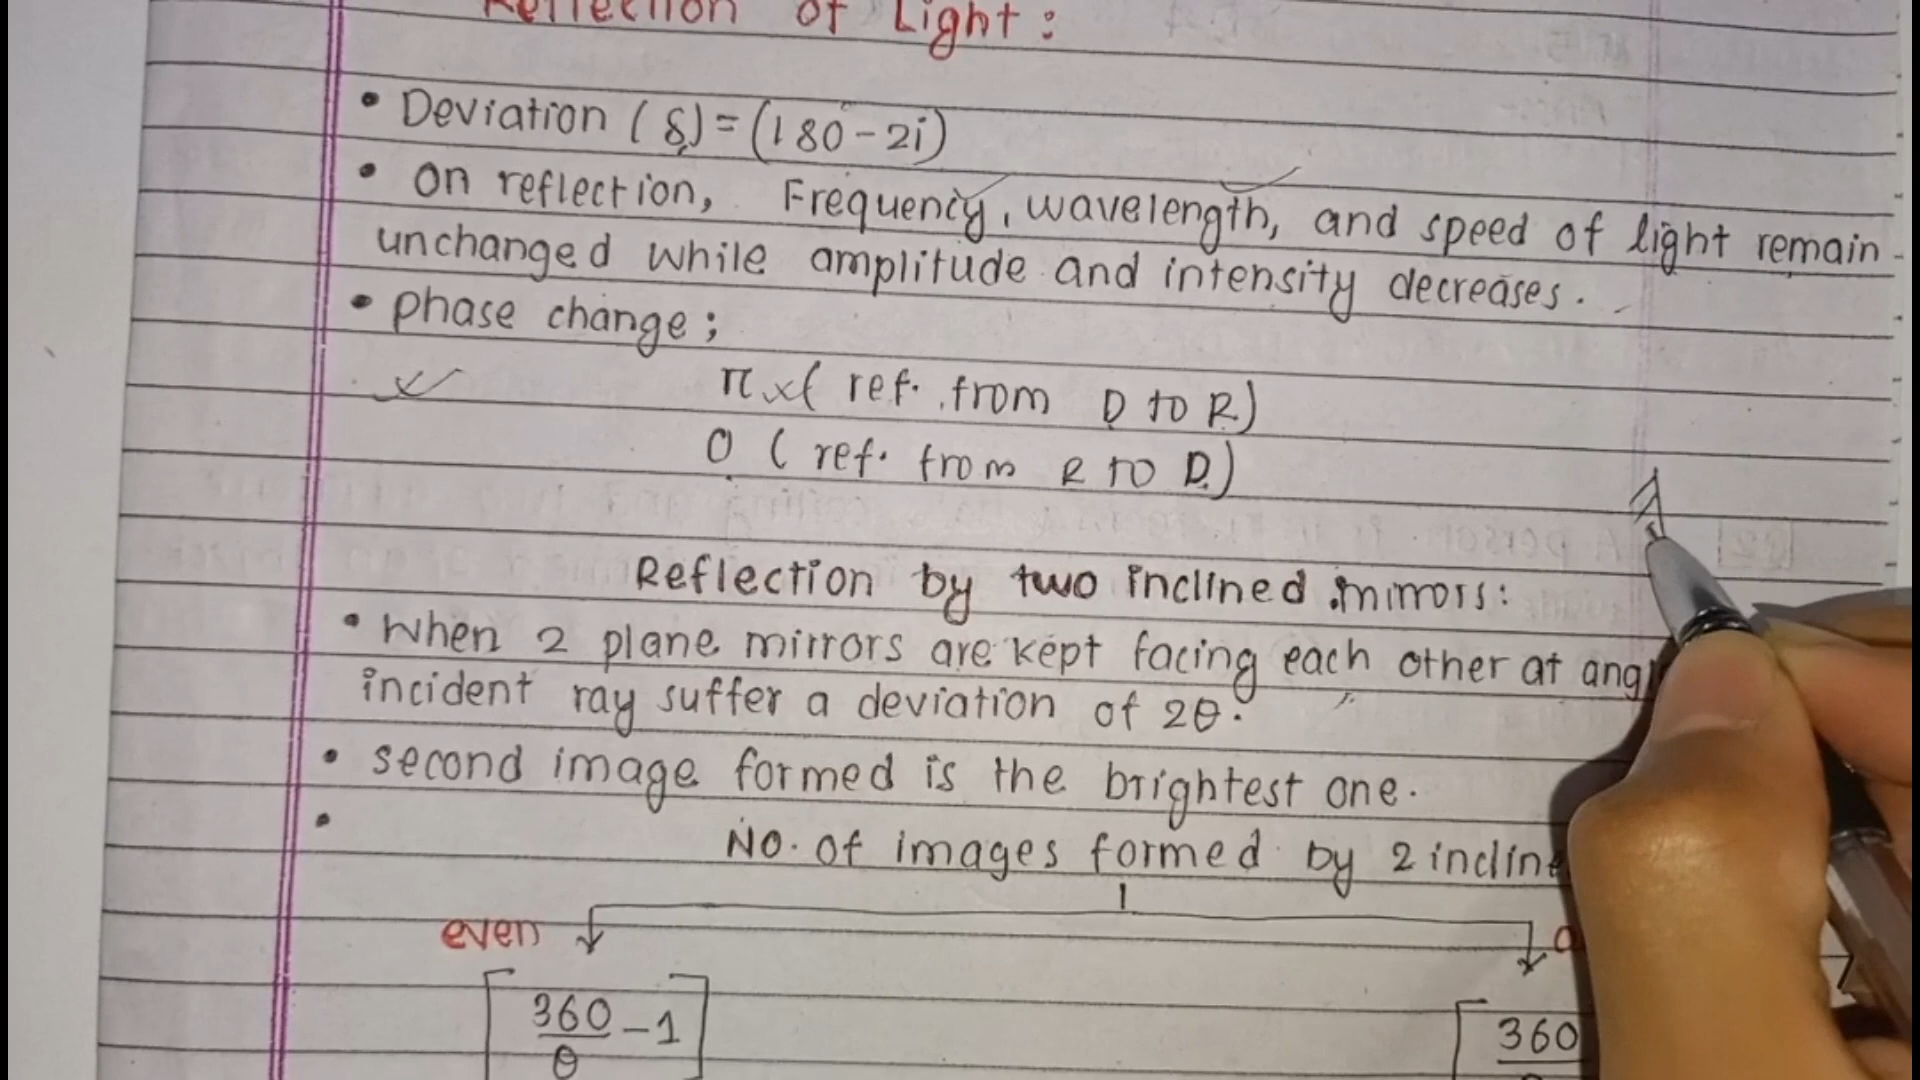 Reflection of Light:
• Deviation (δ) = (180° - 2i)
• on reflection, Frequency, wavelength, and speed of light remain
unchanged while amplitude and intensity decreases.
• phase change;
π (ref. from D to R)
0 (ref. from R to D)
Reflection by two inclined mirrors:
• when 2 plane mirrors are kept facing each other at
incident ray suffer a deviation of 2θ.
• second image formed is the brightest one.
•
No. of images formed by 2
even
360/θ - 1
360